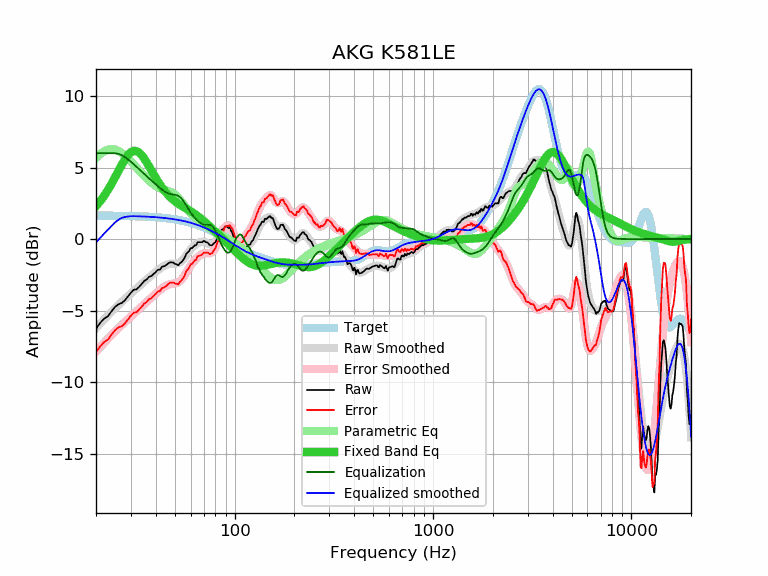 AKG K581LE
Amplitude (dBr)
10
5
0
−5
−10
−15
Target
Raw Smoothed
Error Smoothed
Raw
Error
Parametric Eq
Fixed Band Eq
Equalization
Equalized smoothed
100
1000
10000
Frequency (Hz)